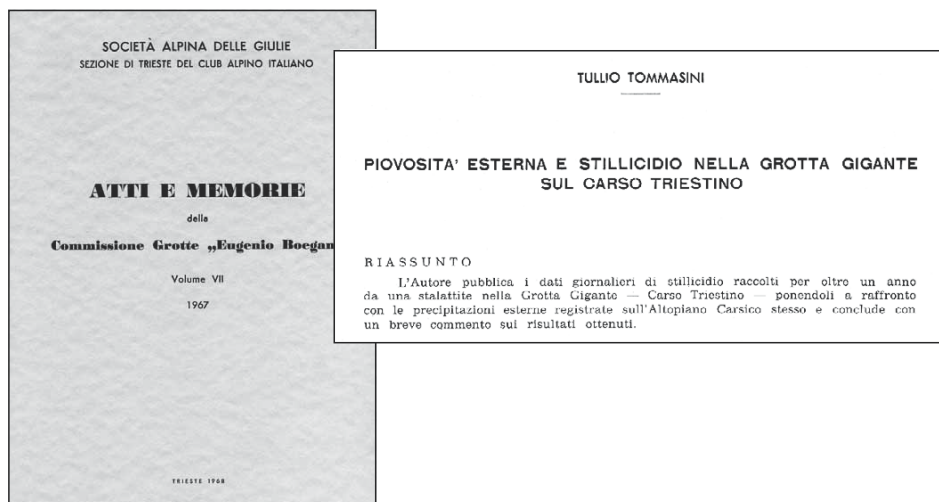 SOCIETÀ ALPINA DELLE GIULIE
SEZIONE DI TRIESTE DEL CLUB ALPINO ITALIANO
ATTI E MEMORIE
della
Commissione Grotte „Eugenio Boegan
Volume VII
1967
TRIESTE 1968
TULLIO TOMMASINI
PIOVOSITA' ESTERNA E STILLICIDIO NELLA GROTTA GIGANTE
SUL CARSO TRIESTINO
RIASSUNTO
L'Autore pubblica i dati giornalieri di stillicidio raccolti per oltre un anno
da una stalattite nella Grotta Gigante — Carso Triestino — ponendoli a raffronto
con le precipitazioni esterne registrate sull'Altopiano Carsico stesso e conclude con
un breve commento sui risultati ottenuti.